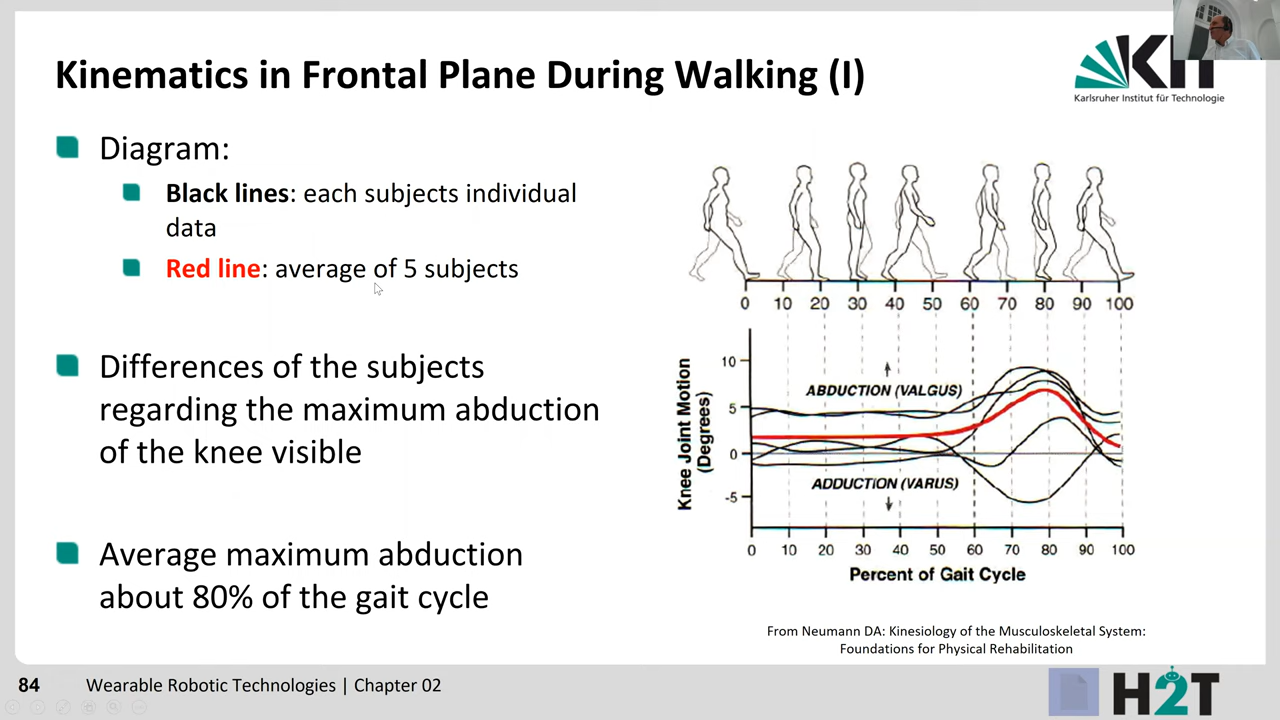 Kinematics in Frontal Plane During Walking (I)
KIT
Karlsruher Institut für Technologie
Diagram:
Black lines: each subjects individual
data
Red line: average of 5 subjects
Differences of the subjects
regarding the maximum abduction
of the knee visible
Average maximum abduction
about 80% of the gait cycle
0 10 20 30 40 50 60 70 80 90 100
Knee Joint Motion
(Degrees)
10
5
0
-5
ABDUCTION (VALGUS)
ADDUCTION (VARUS)
0 10 20 30 40 50 60 70 80 90 100
Percent of Gait Cycle
From Neumann DA: Kinesiology of the Musculoskeletal System:
Foundations for Physical Rehabilitation
84 Wearable Robotic Technologies | Chapter 02
H2T